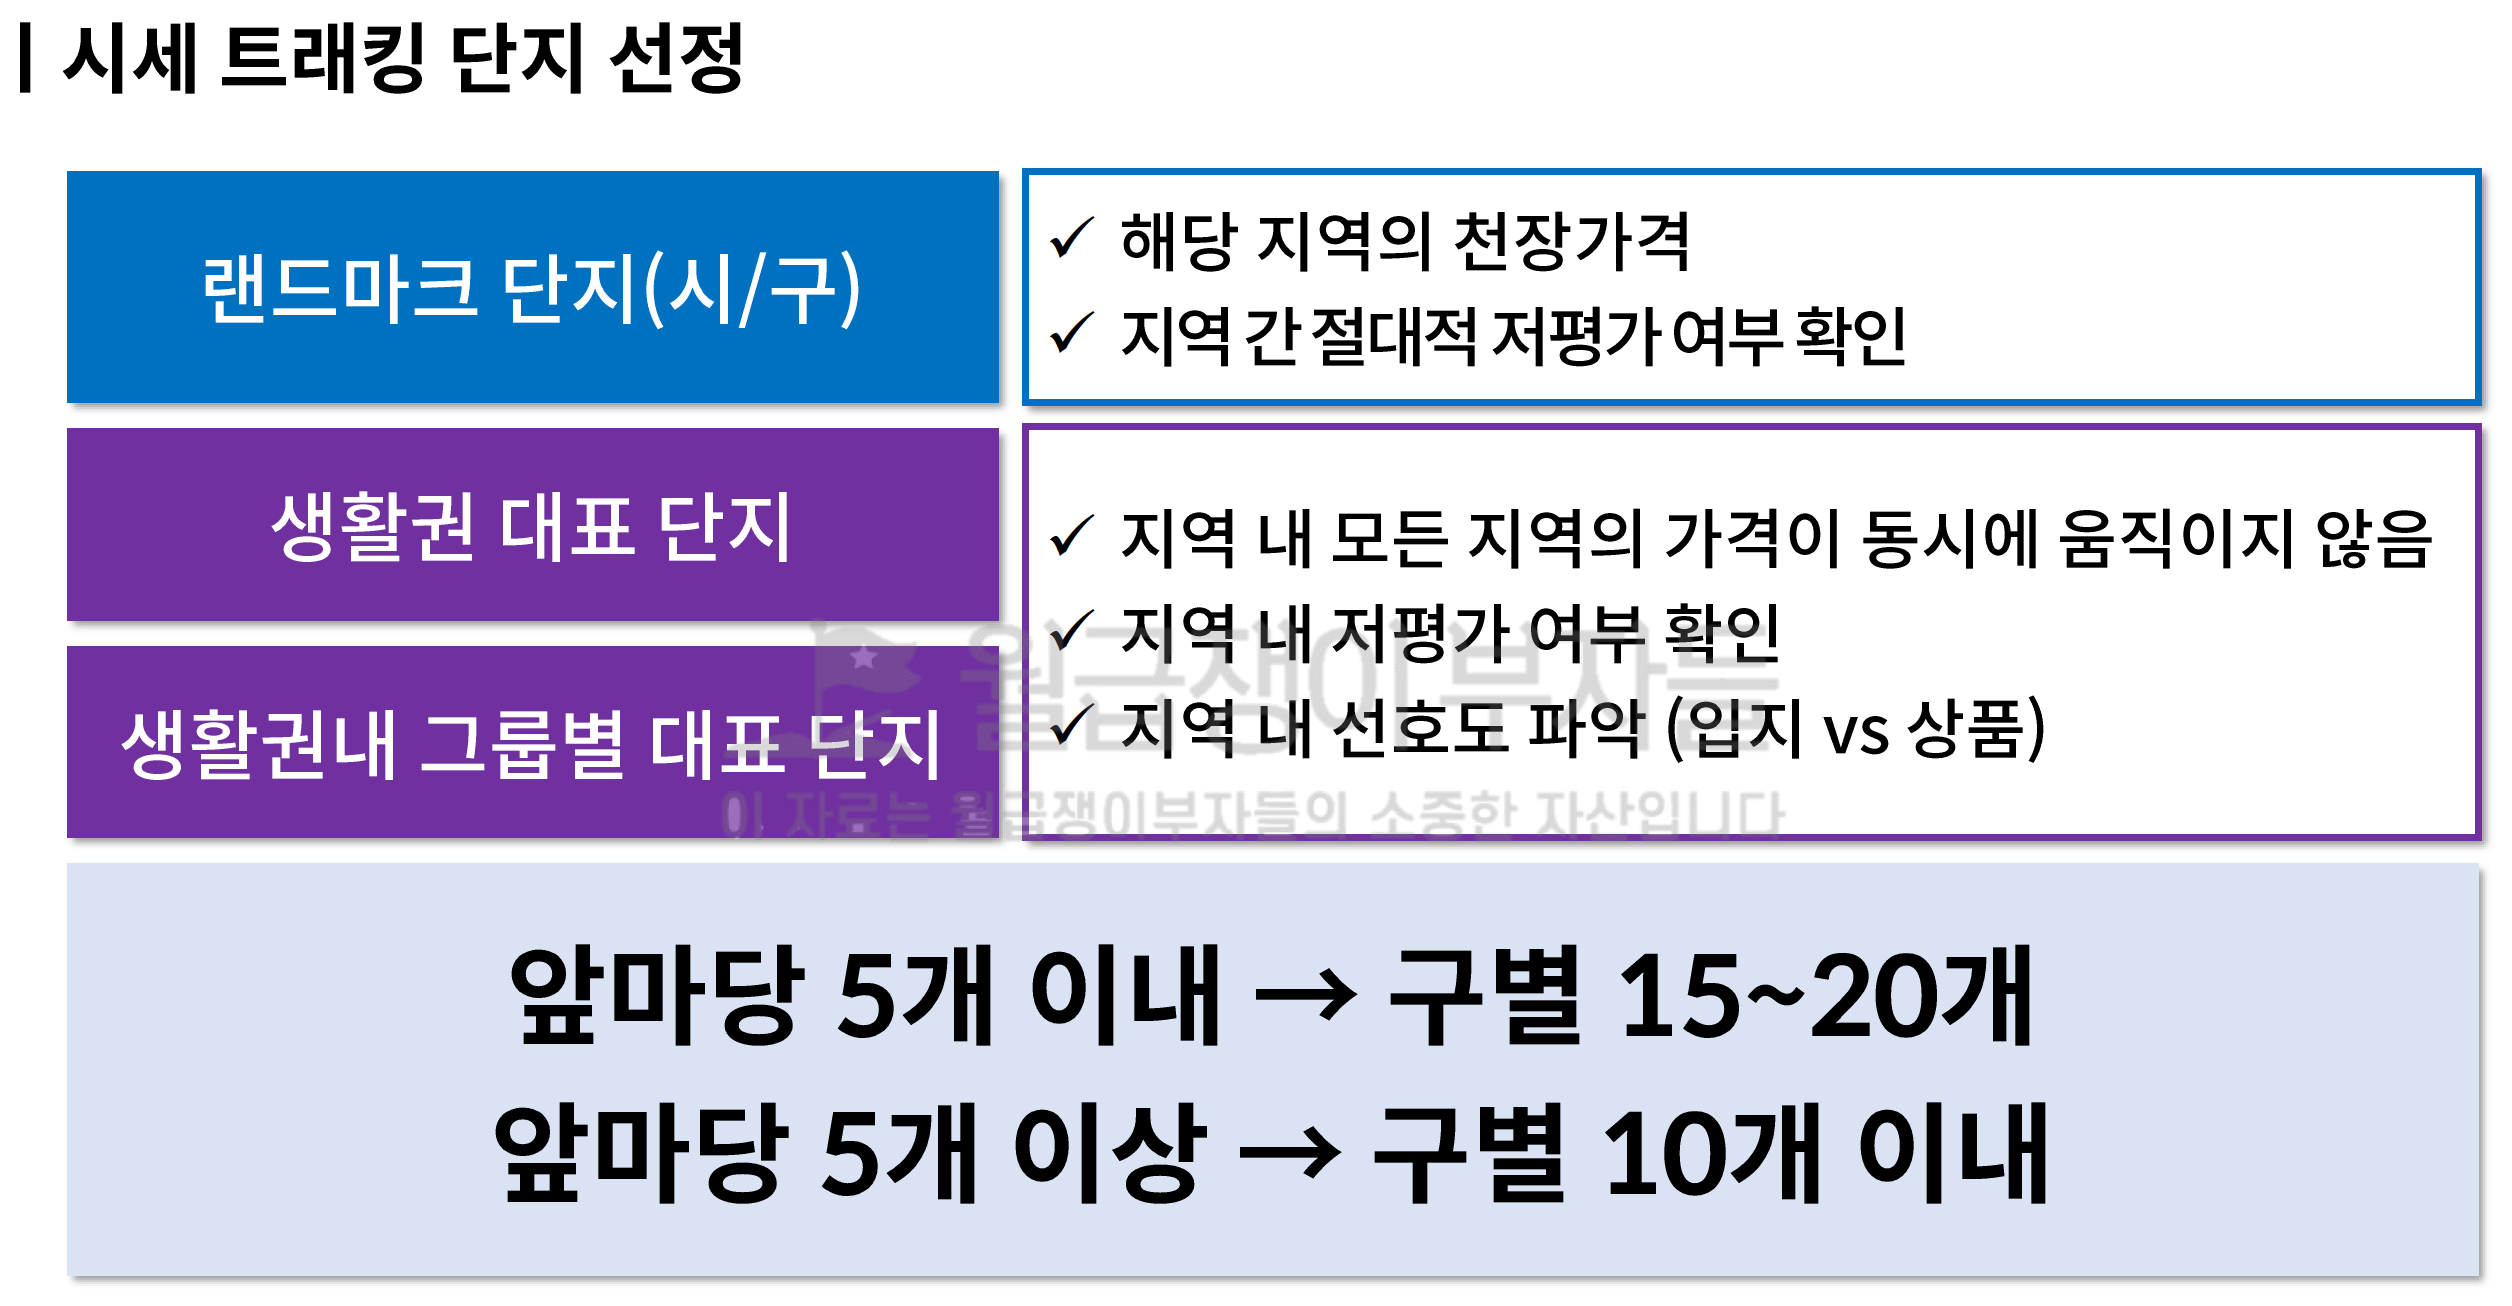 | 시세 트래킹 단지 선정
랜드마크 단지(시/구)
✓ 해당 지역의 천장가격
✓ 지역 간 절대적 저평가 여부 확인
생활권 대표 단지
생활권내 그룹별 대표 단지
✓ 지역 내 모든 지역의 가격이 동시에 움직이지 않음
✓ 지역 내 저평가 여부 확인
✓ 지역 내 선호도 파악 (입지 vs 상품)
월급쟁이부자들
이 자료는 월급쟁이부자들의 소중한 자산입니다
앞마당 5개 이내 → 구별 15~20개
앞마당 5개 이상 → 구별 10개 이내